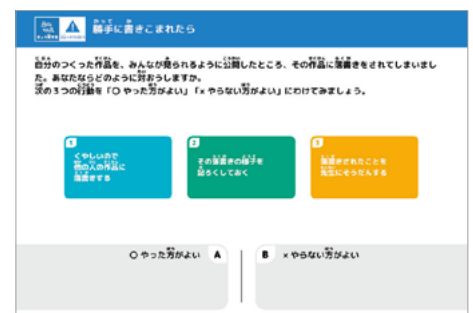 勝手に書きこまれたら
自分のつくった作品を、みんなが見られるように公開したところ、その作品に落書きをされてしまいまし
た。あなたならどのように対おうしますか。
次の3つの行動を「○ やった方がよい」「× やらない方がよい」にわけてみましょう。
1
くやしいので
他の人の作品に
落書きする
2
その落書きの様子を
記ろくしておく
3
落書きされたことを
先生にそうだんする
○ やった方がよい A
B × やらない方がよい